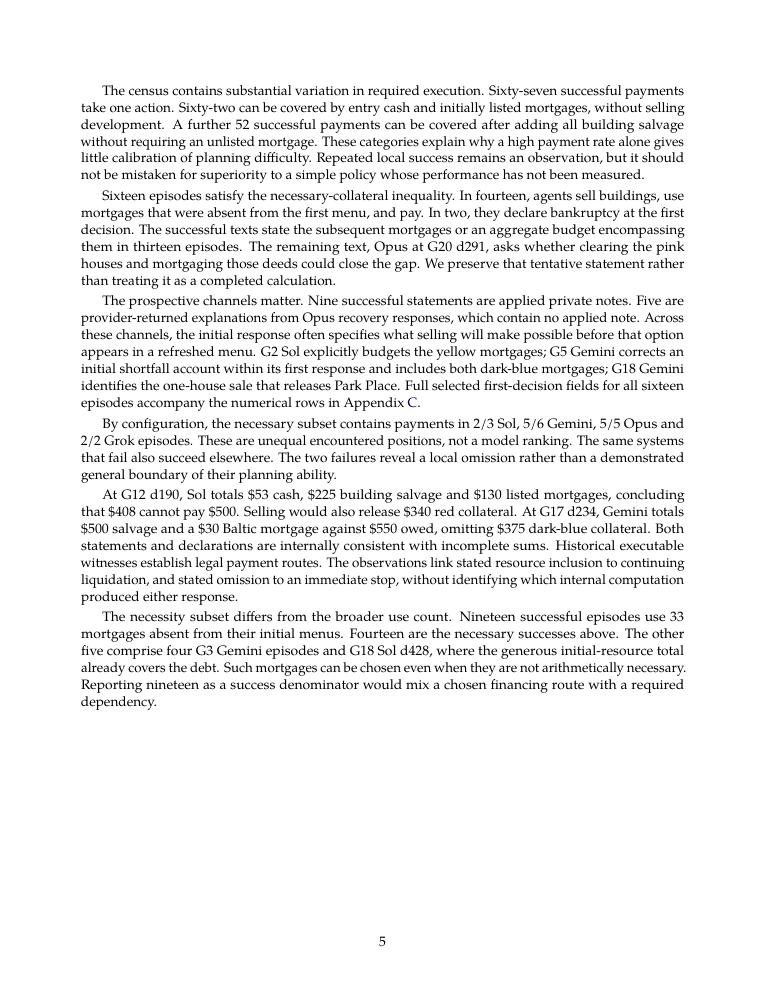 The census contains substantial variation in required execution. Sixty-seven successful payments
take one action. Sixty-two can be covered by entry cash and initially listed mortgages, without selling
development. A further 52 successful payments can be covered after adding all building salvage
without requiring an unlisted mortgage. These categories explain why a high payment rate alone gives
little calibration of planning difficulty. Repeated local success remains an observation, but it should
not be mistaken for superiority to a simple policy whose performance has not been measured.
Sixteen episodes satisfy the necessary-collateral inequality. In fourteen, agents sell buildings, use
mortgages that were absent from the first menu, and pay. In two, they declare bankruptcy at the first
decision. The successful texts state the subsequent mortgages or an aggregate budget encompassing
them in thirteen episodes. The remaining text, Opus at G20 d291, asks whether clearing the pink
houses and mortgaging those deeds could close the gap. We preserve that tentative statement rather
than treating it as a completed calculation.
The prospective channels matter. Nine successful statements are applied private notes. Five are
provider-returned explanations from Opus recovery responses, which contain no applied note. Across
these channels, the initial response often specifies what selling will make possible before that option
appears in a refreshed menu. G2 Sol explicitly budgets the yellow mortgages; G5 Gemini corrects an
initial shortfall account within its first response and includes both dark-blue mortgages; G18 Gemini
identifies the one-house sale that releases Park Place. Full selected first-decision fields for all sixteen
episodes accompany the numerical rows in Appendix C.
By configuration, the necessary subset contains payments in 2/3 Sol, 5/6 Gemini, 5/5 Opus and
2/2 Grok episodes. These are unequal encountered positions, not a model ranking. The same systems
that fail also succeed elsewhere. The two failures reveal a local omission rather than a demonstrated
general boundary of their planning ability.
At G12 d190, Sol totals $53 cash, $225 building salvage and $130 listed mortgages, concluding
that $408 cannot pay $500. Selling would also release $340 red collateral. At G17 d234, Gemini totals
$500 salvage and a $30 Baltic mortgage against $550 owed, omitting $375 dark-blue collateral. Both
statements and declarations are internally consistent with incomplete sums. Historical executable
witnesses establish legal payment routes. The observations link stated resource inclusion to continuing
liquidation, and stated omission to an immediate stop, without identifying which internal computation
produced either response.
The necessity subset differs from the broader use count. Nineteen successful episodes use 33
mortgages absent from their initial menus. Fourteen are the necessary successes above. The other
five comprise four G3 Gemini episodes and G18 Sol d428, where the generous initial-resource total
already covers the debt. Such mortgages can be chosen even when they are not arithmetically necessary.
Reporting nineteen as a success denominator would mix a chosen financing route with a required
dependency.
5